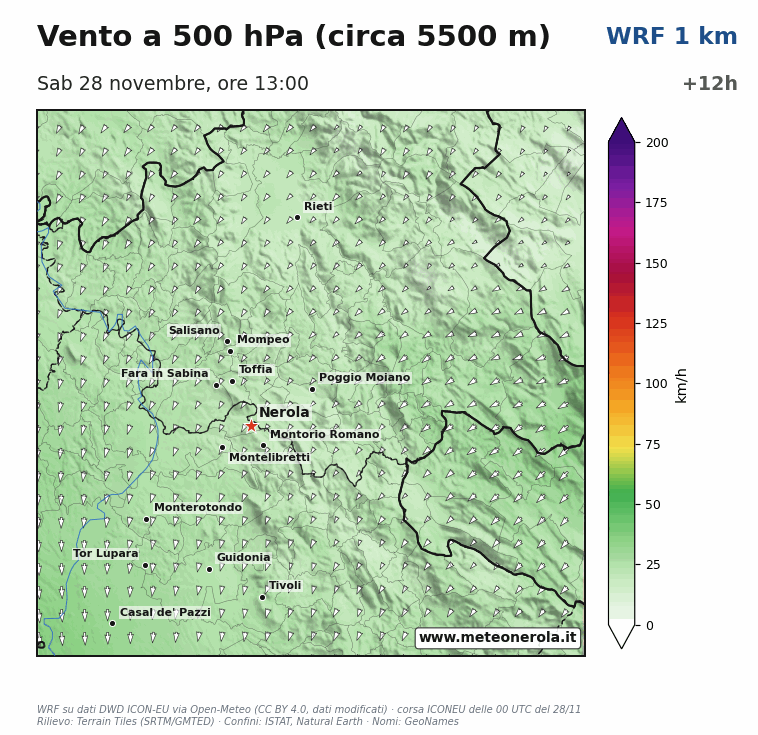 Vento a 500 hPa (circa 5500 m)
WRF 1 km
Sab 28 novembre, ore 13:00
+12h
200
175
150
125
100
75
50
25
0
km/h
Rieti
Salisano
Mompeo
Toffia
Fara in Sabina
Poggio Moiano
Nerola
Montorio Romano
Montelibretti
Monterotondo
Tor Lupara
Guidonia
Tivoli
Casal de' Pazzi
www.meteonerola.it
WRF su dati DWD ICON-EU via Open-Meteo (CC BY 4.0, dati modificati) · corsa ICONEU delle 00 UTC del 28/11
Rilievo: Terrain Tiles (SRTM/GMTED) · Confini: ISTAT, Natural Earth · Nomi: GeoNames